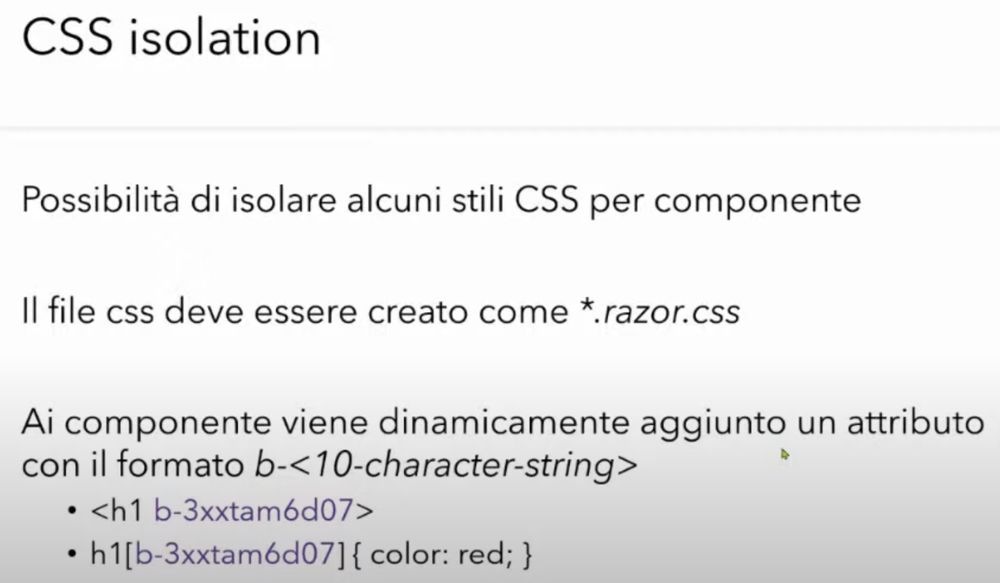 CSS isolation
Possibilità di isolare alcuni stili CSS per componente
Il file css deve essere creato come *.razor.css
Ai componente viene dinamicamente aggiunto un attributo
con il formato b-<10-character-string>
• <h1 b-3xxtam6d07>
• h1[b-3xxtam6d07]{ color: red; }